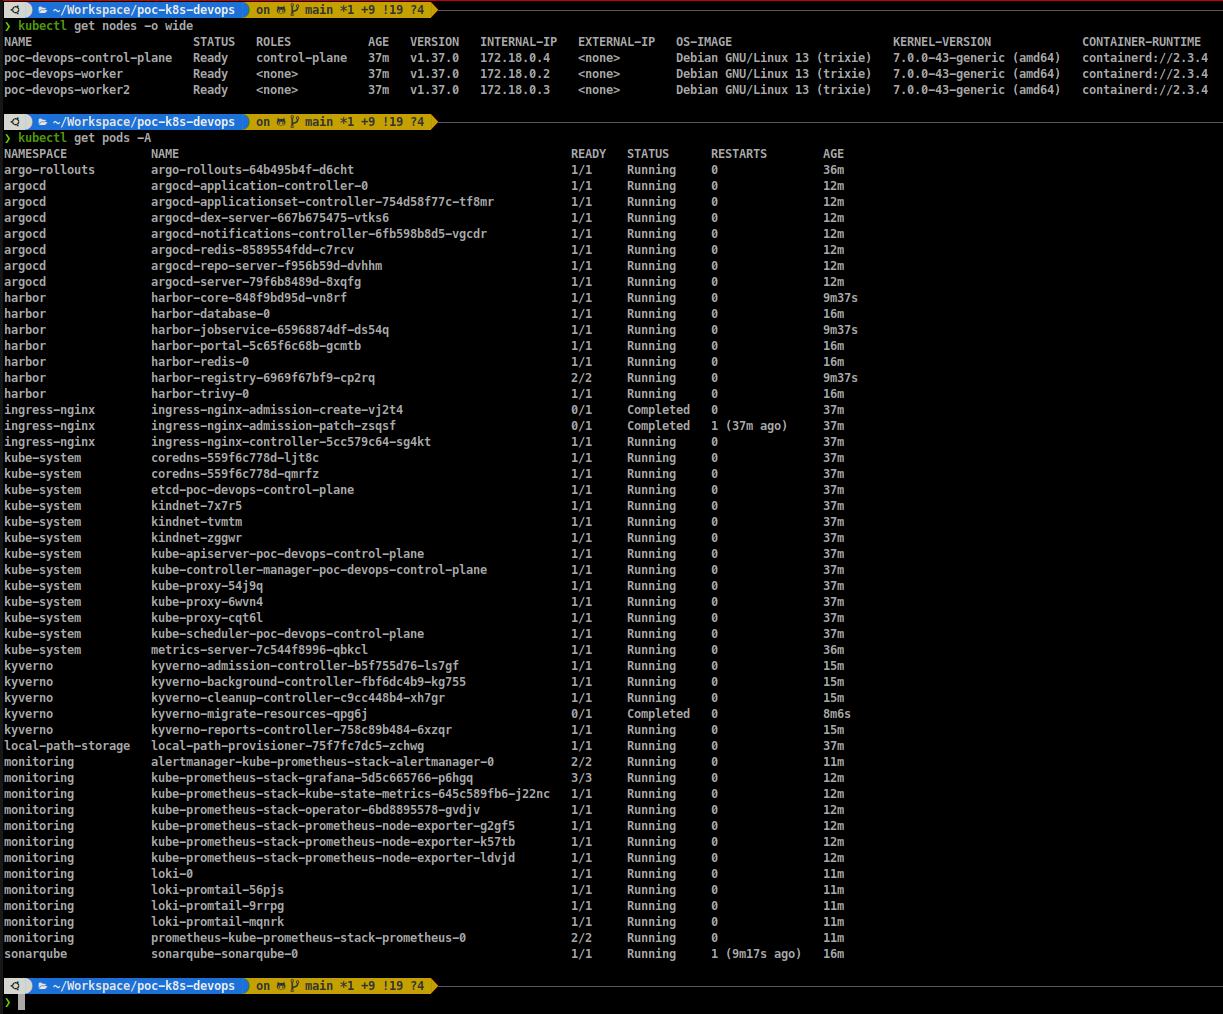 ~/Workspace/poc-k8s-devops on main *1 +9 !19 ?4
❯ kubectl get nodes -o wide
NAME STATUS ROLES AGE VERSION INTERNAL-IP EXTERNAL-IP OS-IMAGE KERNEL-VERSION CONTAINER-RUNTIME
poc-devops-control-plane Ready control-plane 37m v1.37.0 172.18.0.4 <none> Debian GNU/Linux 13 (trixie) 7.0.0-43-generic (amd64) containerd://2.3.4
poc-devops-worker Ready <none> 37m v1.37.0 172.18.0.2 <none> Debian GNU/Linux 13 (trixie) 7.0.0-43-generic (amd64) containerd://2.3.4
poc-devops-worker2 Ready <none> 37m v1.37.0 172.18.0.3 <none> Debian GNU/Linux 13 (trixie) 7.0.0-43-generic (amd64) containerd://2.3.4
~/Workspace/poc-k8s-devops on main *1 +9 !19 ?4
❯ kubectl get pods -A
NAMESPACE NAME READY STATUS RESTARTS AGE
argo-rollouts argo-rollouts-64b495b4f-d6cht 1/1 Running 0 36m
argocd argocd-application-controller-0 1/1 Running 0 12m
argocd argocd-applicationset-controller-754d58f77c-tf8mr 1/1 Running 0 12m
argocd argocd-dex-server-667b675475-vtks6 1/1 Running 0 12m
argocd argocd-notifications-controller-6fb598b8d5-vgcdr 1/1 Running 0 12m
argocd argocd-redis-8589554fdd-c7rcv 1/1 Running 0 12m
argocd argocd-repo-server-f956b59d-dvhhm 1/1 Running 0 12m
argocd argocd-server-79f6b8489d-8xqfg 1/1 Running 0 12m
harbor harbor-core-848f9bd95d-vn8rf 1/1 Running 0 9m37s
harbor harbor-database-0 1/1 Running 0 16m
harbor harbor-jobservice-65968874df-ds54q 1/1 Running 0 9m37s
harbor harbor-portal-5c65f6c68b-gcmtb 1/1 Running 0 16m
harbor harbor-redis-0 1/1 Running 0 16m
harbor harbor-registry-6969f67bf9-cp2rq 2/2 Running 0 9m37s
harbor harbor-trivy-0 1/1 Running 0 16m
ingress-nginx ingress-nginx-admission-create-vj2t4 0/1 Completed 0 37m
ingress-nginx ingress-nginx-admission-patch-zsqsf 0/1 Completed 1 (37m ago) 37m
ingress-nginx ingress-nginx-controller-5cc579c64-sg4kt 1/1 Running 0 37m
kube-system coredns-559f6c778d-ljt8c 1/1 Running 0 37m
kube-system coredns-559f6c778d-qmrfz 1/1 Running 0 37m
kube-system etcd-poc-devops-control-plane 1/1 Running 0 37m
kube-system kindnet-7x7r5 1/1 Running 0 37m
kube-system kindnet-tvmtm 1/1 Running 0 37m
kube-system kindnet-zggwr 1/1 Running 0 37m
kube-system kube-apiserver-poc-devops-control-plane 1/1 Running 0 37m
kube-system kube-controller-manager-poc-devops-control-plane 1/1 Running 0 37m
kube-system kube-proxy-54j9q 1/1 Running 0 37m
kube-system kube-proxy-6wvn4 1/1 Running 0 37m
kube-system kube-proxy-cqt6l 1/1 Running 0 37m
kube-system kube-scheduler-poc-devops-control-plane 1/1 Running 0 37m
kube-system metrics-server-7c544f8996-qbkcl 1/1 Running 0 36m
kyverno kyverno-admission-controller-b5f755d76-ls7gf 1/1 Running 0 15m
kyverno kyverno-background-controller-fbf6dc4b9-kg755 1/1 Running 0 15m
kyverno kyverno-cleanup-controller-c9cc448b4-xh7gr 1/1 Running 0 15m
kyverno kyverno-migrate-resources-qpg6j 0/1 Completed 0 8m6s
kyverno kyverno-reports-controller-758c89b484-6xzqr 1/1 Running 0 15m
local-path-storage local-path-provisioner-75f7fc7dc5-zchwg 1/1 Running 0 37m
monitoring alertmanager-kube-prometheus-stack-alertmanager-0 2/2 Running 0 11m
monitoring kube-prometheus-stack-grafana-5d5c665766-p6hgq 3/3 Running 0 12m
monitoring kube-prometheus-stack-kube-state-metrics-645c589fb6-j22nc 1/1 Running 0 12m
monitoring kube-prometheus-stack-operator-6bd8895578-gvdjv 1/1 Running 0 12m
monitoring kube-prometheus-stack-prometheus-node-exporter-g2gf5 1/1 Running 0 12m
monitoring kube-prometheus-stack-prometheus-node-exporter-k57tb 1/1 Running 0 12m
monitoring kube-prometheus-stack-prometheus-node-exporter-ldvjd 1/1 Running 0 12m
monitoring loki-0 1/1 Running 0 11m
monitoring loki-promtail-56pjs 1/1 Running 0 11m
monitoring loki-promtail-9rrpg 1/1 Running 0 11m
monitoring loki-promtail-mqnrk 1/1 Running 0 11m
monitoring prometheus-kube-prometheus-stack-prometheus-0 2/2 Running 0 11m
sonarqube sonarqube-sonarqube-0 1/1 Running 1 (9m17s ago) 16m
~/Workspace/poc-k8s-devops on main *1 +9 !19 ?4
❯